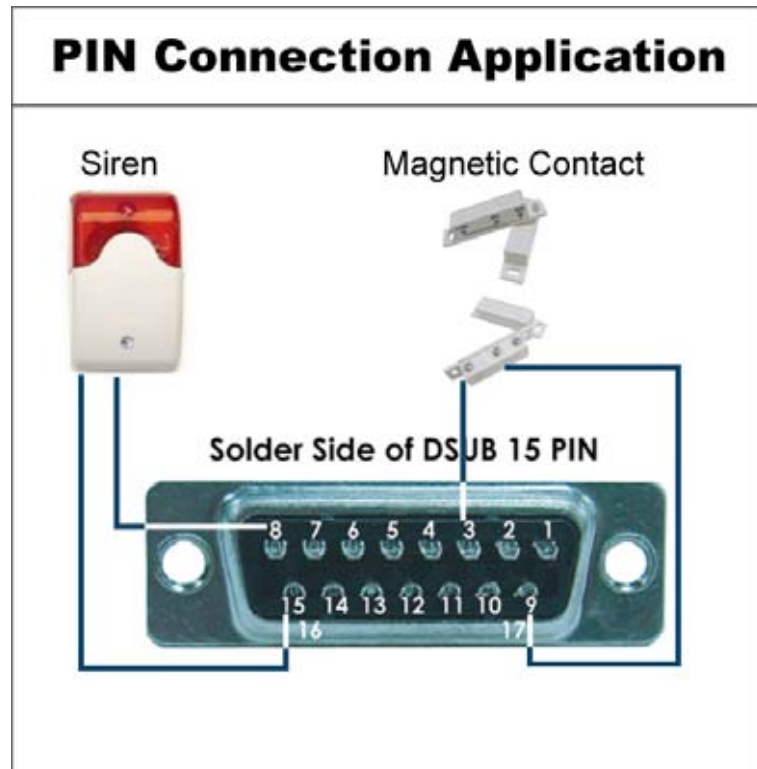 PIN Connection Application
Siren Magnetic Contact
Solder Side of DSUB 15 PIN
8 7 6 5 4 3 2 1
15 14 13 12 11 10 9
16 17